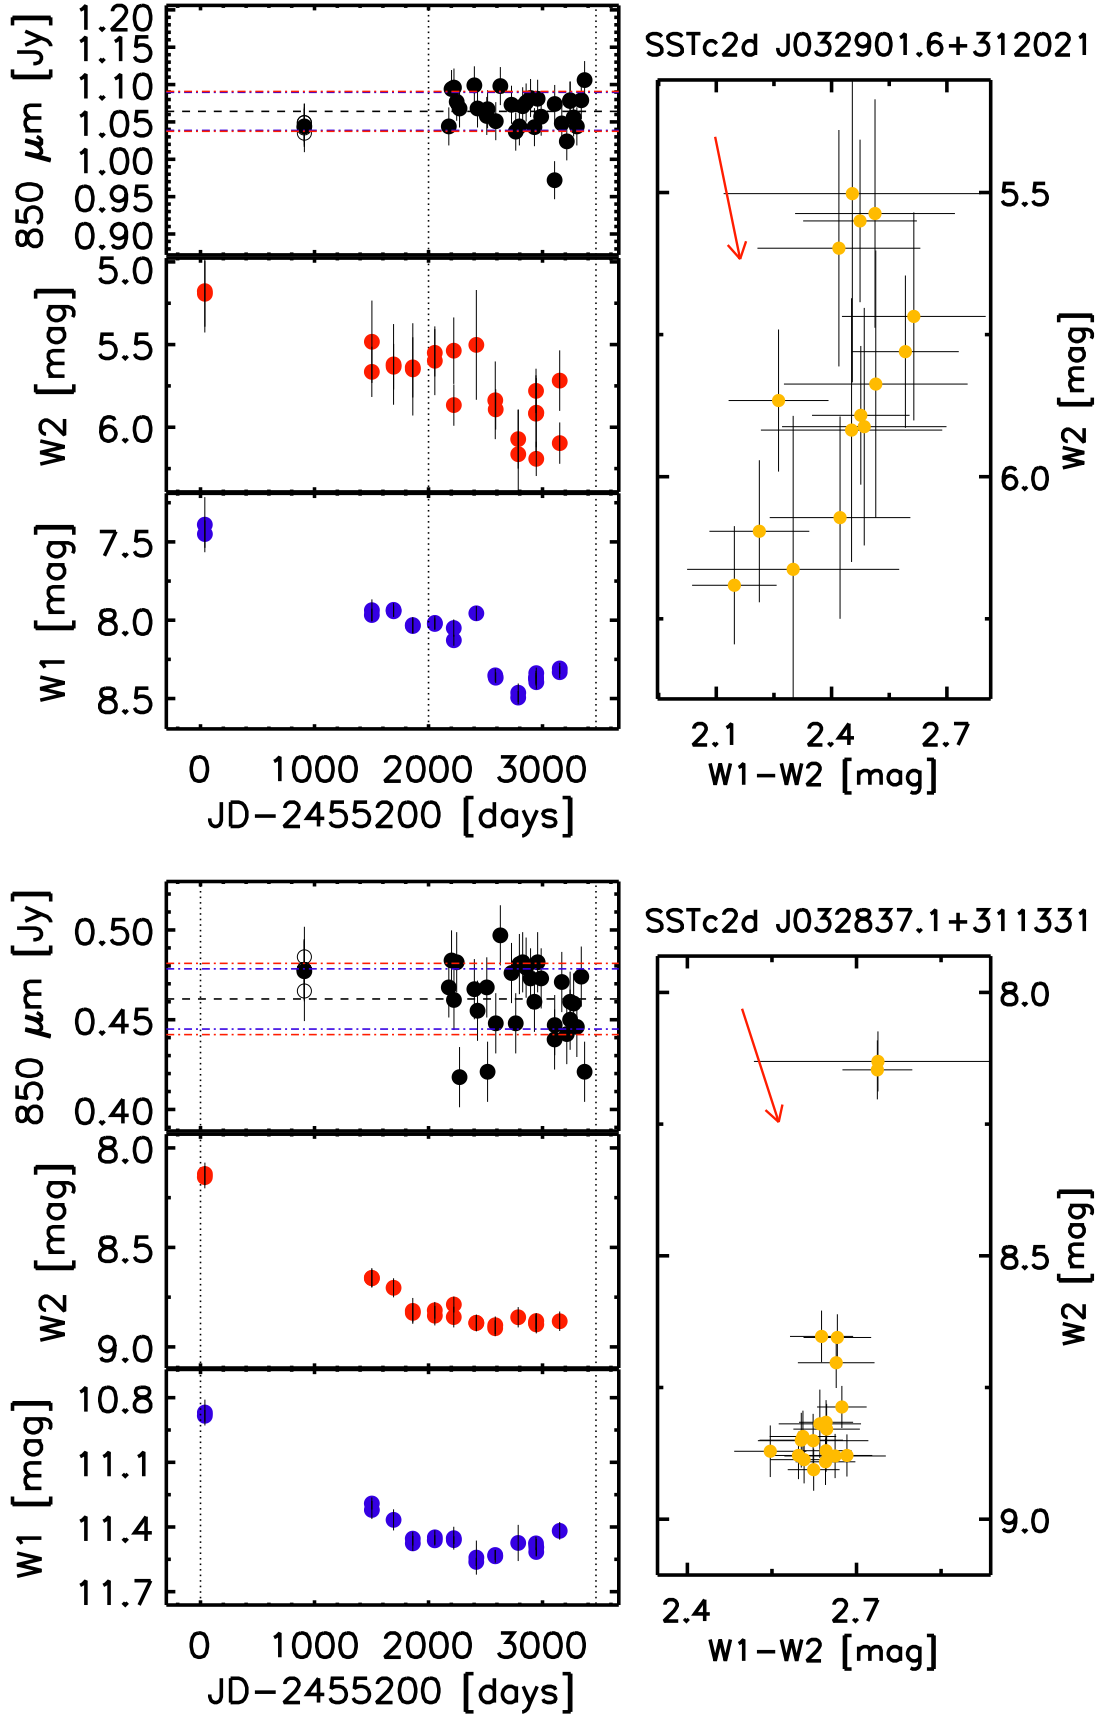 SSTc2d J032901.6+312021
850 μm [Jy]
1.20
1.15
1.10
1.05
1.00
0.95
0.90
W2 [mag]
5.0
5.5
6.0
W1 [mag]
7.5
8.0
8.5
0 1000 2000 3000
JD-2455200 [days]
5.5
6.0
W2 [mag]
2.1 2.4 2.7
W1-W2 [mag]
SSTc2d J032837.1+311331
850 μm [Jy]
0.50
0.45
0.40
W2 [mag]
8.0
8.5
9.0
W1 [mag]
10.8
11.1
11.4
11.7
0 1000 2000 3000
JD-2455200 [days]
8.0
8.5
9.0
W2 [mag]
2.4 2.7
W1-W2 [mag]